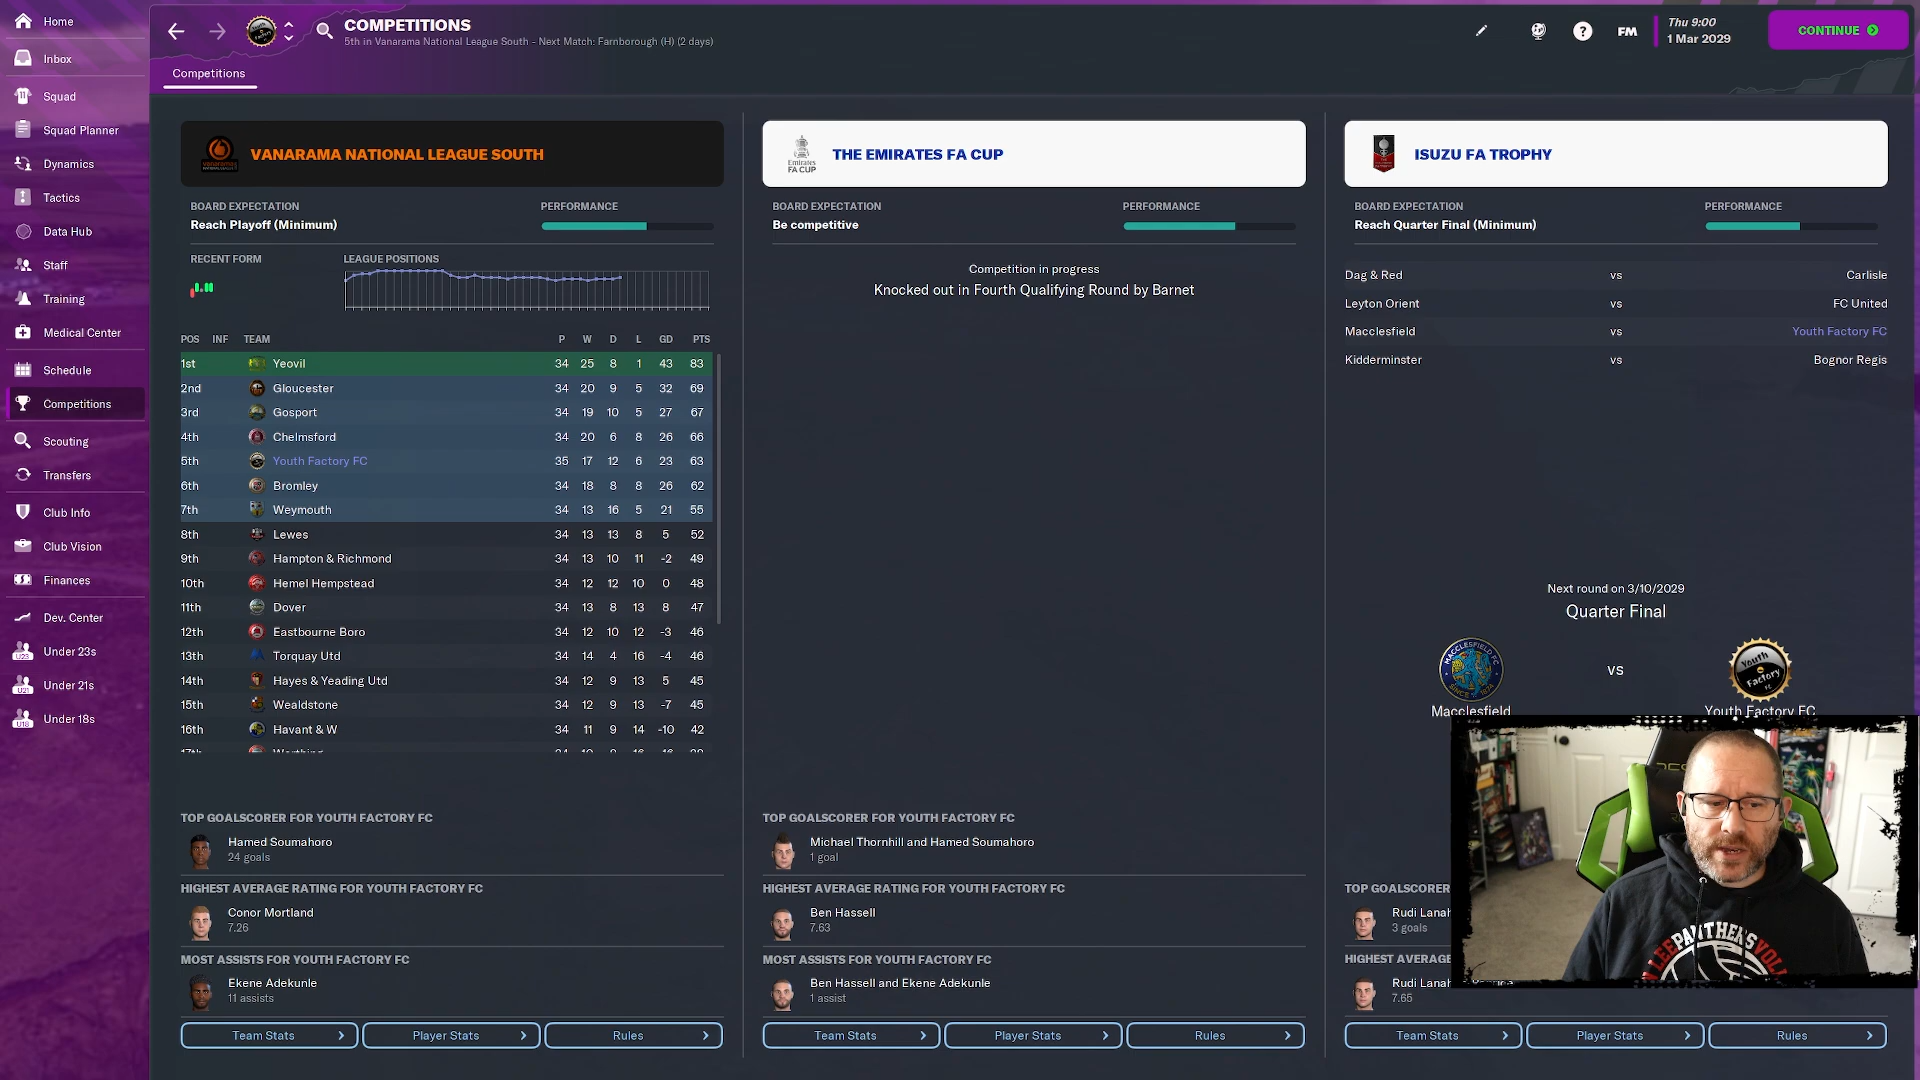 Home
Inbox
Squad
Squad Planner
Dynamics
Tactics
Data Hub
Staff
Training
Medical Center
Schedule
Competitions
Scouting
Transfers
Club Info
Club Vision
Finances
Dev. Center
Under 23s
Under 21s
Under 18s
COMPETITIONS
5th in Vanarama National League South - Next Match: Farnborough (H) (2 days)
FM
Thu 9:00
1 Mar 2029
CONTINUE
Competitions
VANARAMA NATIONAL LEAGUE SOUTH
BOARD EXPECTATION
Reach Playoff (Minimum)
PERFORMANCE
RECENT FORM
LEAGUE POSITIONS
POS INF TEAM P W D L GD PTS
1st Yeovil 34 25 8 1 43 83
2nd Gloucester 34 20 9 5 32 69
3rd Gosport 34 19 10 5 27 67
4th Chelmsford 34 20 6 8 26 66
5th Youth Factory FC 35 17 12 6 23 63
6th Bromley 34 18 8 8 26 62
7th Weymouth 34 13 16 5 21 55
8th Lewes 34 13 13 8 5 52
9th Hampton & Richmond 34 13 10 11 -2 49
10th Hemel Hempstead 34 12 12 10 0 48
11th Dover 34 13 8 13 8 47
12th Eastbourne Boro 34 12 10 12 -3 46
13th Torquay Utd 34 14 4 16 -4 46
14th Hayes & Yeading Utd 34 12 9 13 5 45
15th Wealdstone 34 12 9 13 -7 45
16th Havant & W 34 11 9 14 -10 42
TOP GOALSCORER FOR YOUTH FACTORY FC
Hamed Soumahoro
24 goals
HIGHEST AVERAGE RATING FOR YOUTH FACTORY FC
Conor Mortland
7.26
MOST ASSISTS FOR YOUTH FACTORY FC
Ekene Adekunle
11 assists
Team Stats
Player Stats
Rules
Emirates
FA CUP
THE EMIRATES FA CUP
BOARD EXPECTATION
Be competitive
PERFORMANCE
Competition in progress
Knocked out in Fourth Qualifying Round by Barnet
TOP GOALSCORER FOR YOUTH FACTORY FC
Michael Thornhill and Hamed Soumahoro
1 goal
HIGHEST AVERAGE RATING FOR YOUTH FACTORY FC
Ben Hassell
7.63
MOST ASSISTS FOR YOUTH FACTORY FC
Ben Hassell and Ekene Adekunle
1 assist
Team Stats
Player Stats
Rules
ISUZU FA TROPHY
BOARD EXPECTATION
Reach Quarter Final (Minimum)
PERFORMANCE
Dag & Red vs Carlisle
Leyton Orient vs FC United
Macclesfield vs Youth Factory FC
Kidderminster vs Bognor Regis
Next round on 3/10/2029
Quarter Final
MACCLESFIELD FC
SINCE 1874
vs
Youth
Factory
FC
Macclesfield
Youth Factory FC
TOP GOALSCORER
Rudi Lanah
3 goals
HIGHEST AVERAGE
Rudi Lanah
7.65
PANTHERS
Team Stats
Player Stats
Rules